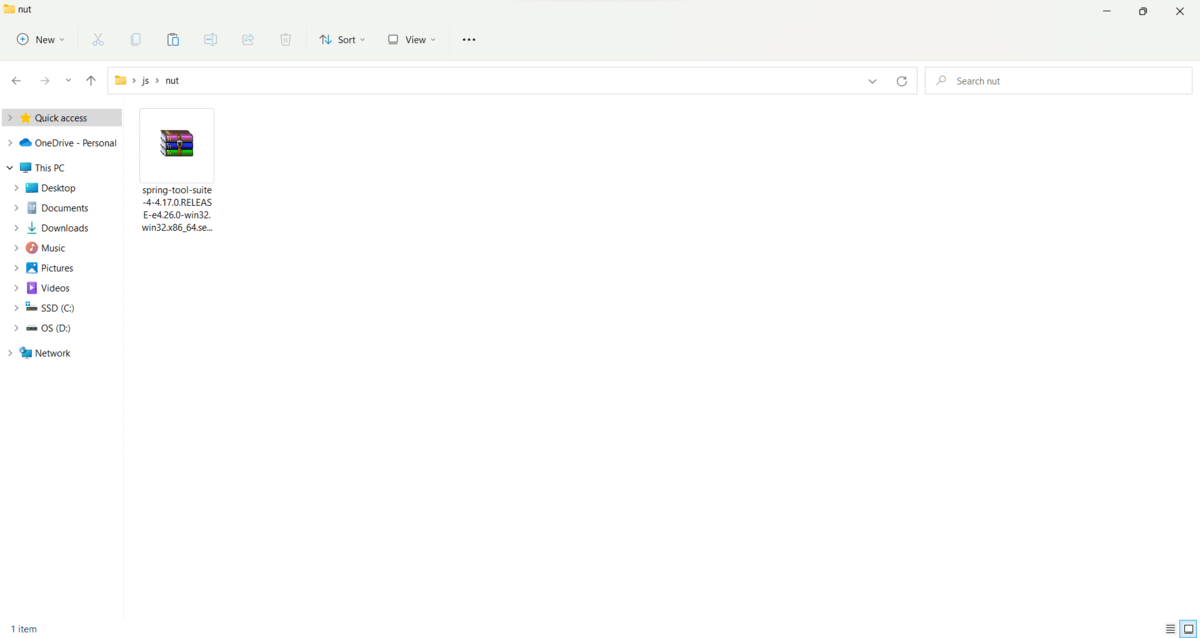 nut
New
Sort
View
js > nut
Search nut
Quick access
OneDrive - Personal
This PC
Desktop
Documents
Downloads
Music
Pictures
Videos
SSD (C:)
OS (D:)
Network
spring-tool-suite
-4-4.17.0.RELEAS
E-e4.26.0-win32.
win32.x86_64.se...
1 item